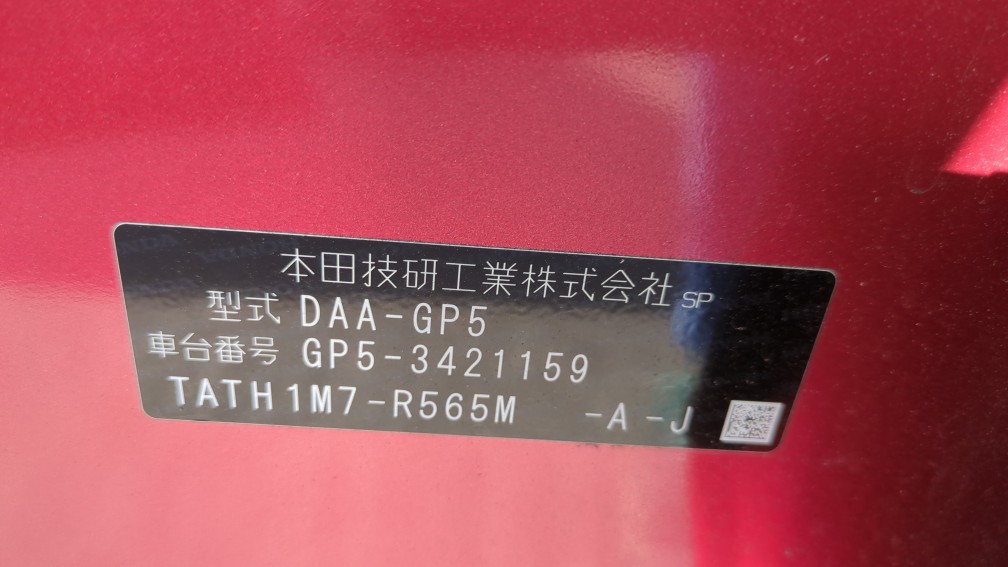 本田技研工業株式会社 SP
型式 DAA-GP5
車台番号 GP5-3421159
TATH1M7-R565M -A-J